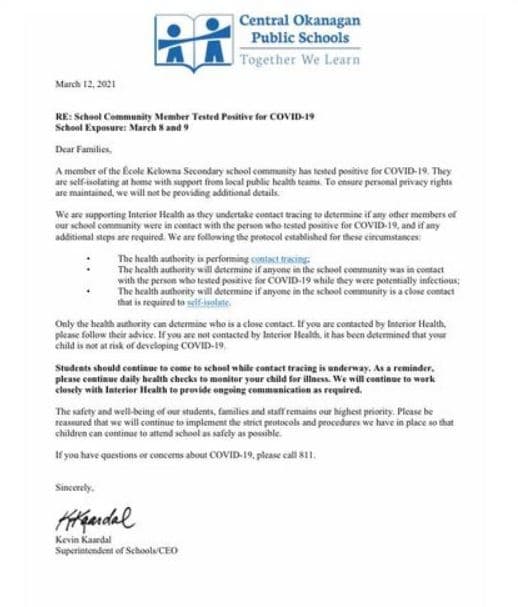 Central Okanagan
Public Schools
Together We Learn
March 12, 2021
RE: School Community Member Tested Positive for COVID-19
School Exposure: March 8 and 9
Dear Families,
A member of the École Kelowna Secondary school community has tested positive for COVID-19. They
are self-isolating at home with support from local public health teams. To ensure personal privacy rights
are maintained, we will not be providing additional details.
We are supporting Interior Health as they undertake contact tracing to determine if any other members of
our school community were in contact with the person who tested positive for COVID-19, and if any
additional steps are required. We are following the protocol established for these circumstances:
• The health authority is performing contact tracing;
• The health authority will determine if anyone in the school community was in contact
with the person who tested positive for COVID-19 while they were potentially infectious;
• The health authority will determine if anyone in the school community is a close contact
that is required to self-isolate.
Only the health authority can determine who is a close contact. If you are contacted by Interior Health,
please follow their advice. If you are not contacted by Interior Health, it has been determined that your
child is not at risk of developing COVID-19.
Students should continue to come to school while contact tracing is underway. As a reminder,
please continue daily health checks to monitor your child for illness. We will continue to work
closely with Interior Health to provide ongoing communication as required.
The safety and well-being of our students, families and staff remains our highest priority. Please be
reassured that we will continue to implement the strict protocols and procedures we have in place so that
children can continue to attend school as safely as possible.
If you have questions or concerns about COVID-19, please call 811.
Sincerely,
KKaardal
Kevin Kaardal
Superintendent of Schools/CEO